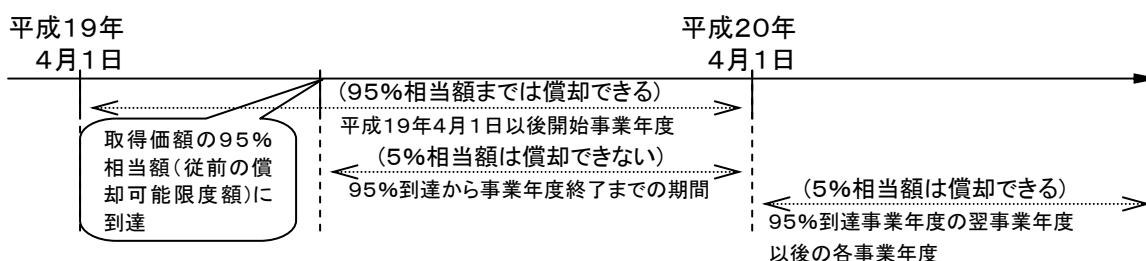 平成19年
4月1日
平成20年
4月1日
(95%相当額までは償却できる)
平成19年4月1日以後開始事業年度
取得価額の95%
相当額(従前の償
却可能限度額)に
到達
(5%相当額は償却できない)
95%到達から事業年度終了までの期間
(5%相当額は償却できる)
95%到達事業年度の翌事業年度
以後の各事業年度